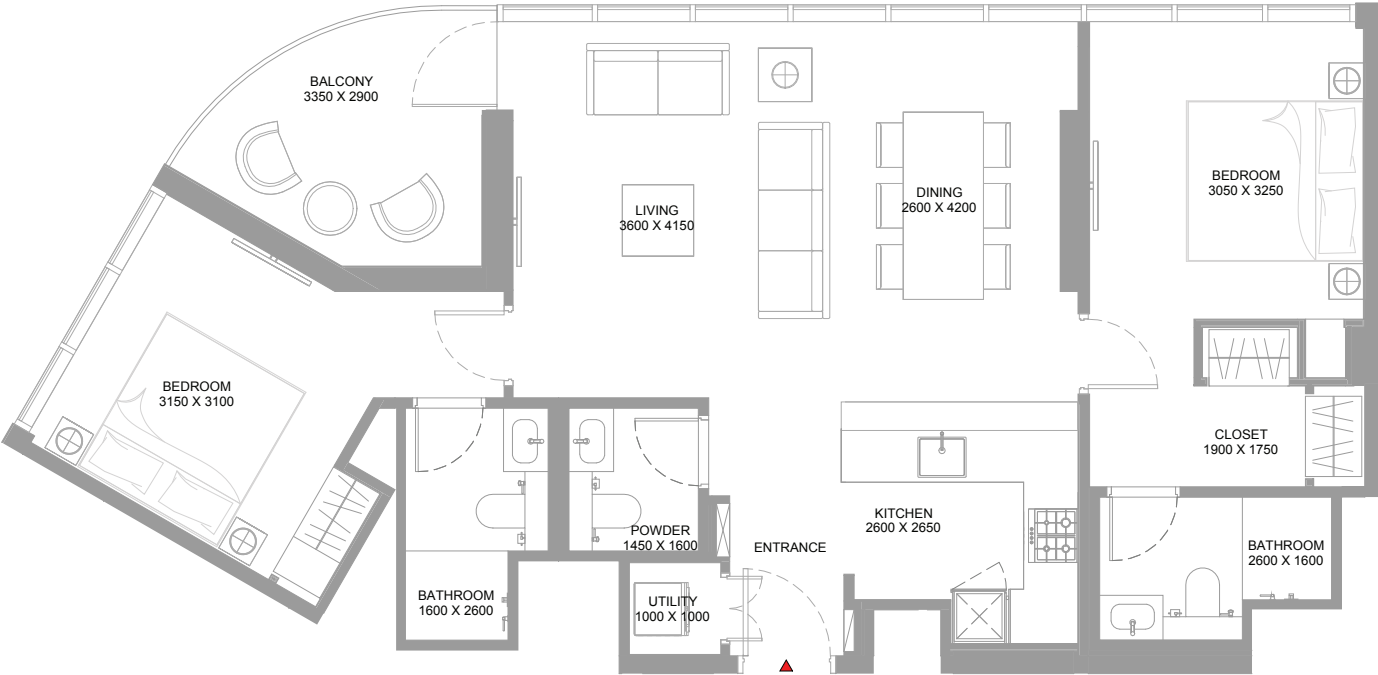 BALCONY
3350 X 2900
LIVING
3600 X 4150
DINING
2600 X 4200
BEDROOM
3050 X 3250
BEDROOM
3150 X 3100
CLOSET
1900 X 1750
KITCHEN
2600 X 2650
POWDER
1450 X 1600
ENTRANCE
BATHROOM
2600 X 1600
BATHROOM
1600 X 2600
UTILITY
1000 X 1000